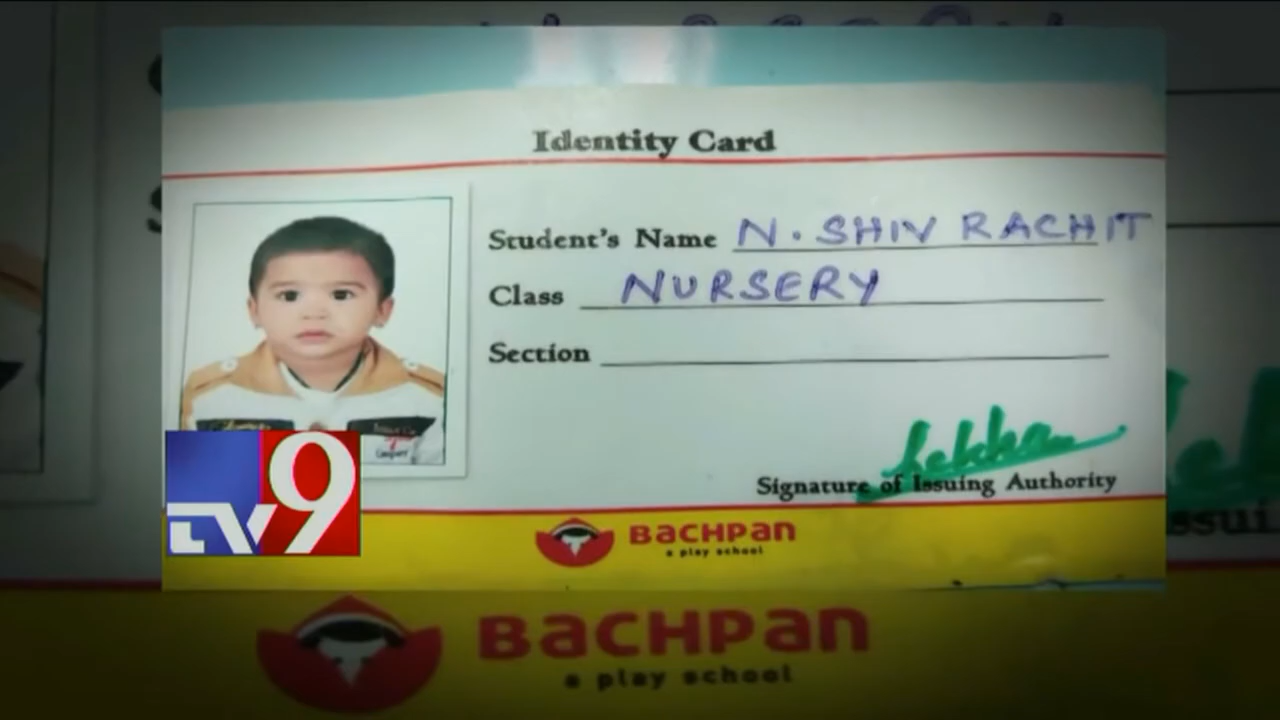 Identity Card
Student's Name N. SHIV RACHIT
Class NURSERY
Section
Lekha
Signature of Issuing Authority
TV9
BACHPAN
a play school
BACHPAN
a play school